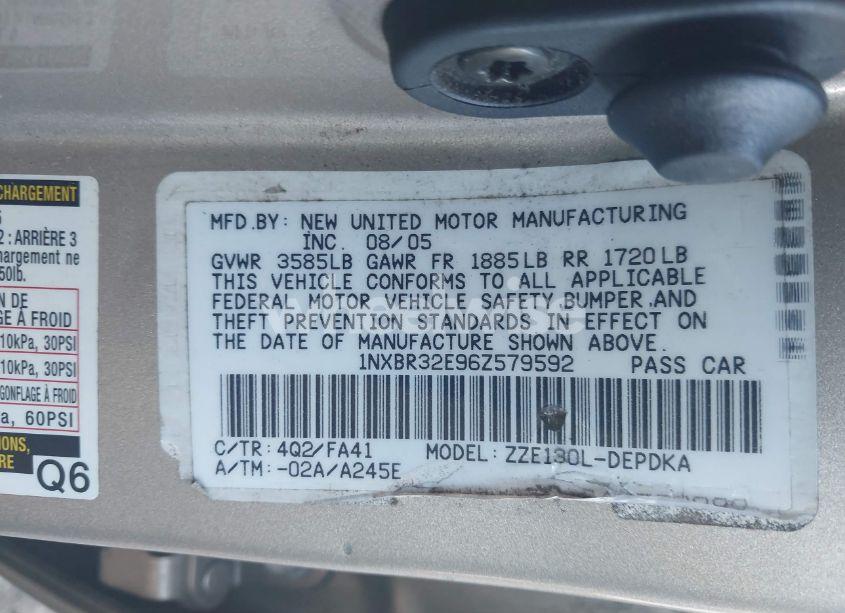 CHARGEMENT
2 : ARRIÈRE 3
chargement ne
50lb.
ON DE
E À FROID
10kPa, 30PSI
10kPa, 30PSI
GONFLAGE À FROID
a, 60PSI
IONS,
RE
Q6
MFD.BY: NEW UNITED MOTOR MANUFACTURING
INC. 08/05
GVWR 3585LB GAWR FR 1885LB RR 1720LB
THIS VEHICLE CONFORMS TO ALL APPLICABLE
FEDERAL MOTOR VEHICLE SAFETY,BUMPER,AND
THEFT PREVENTION STANDARDS IN EFFECT ON
THE DATE OF MANUFACTURE SHOWN ABOVE.
1NXBR32E96Z579592 PASS CAR
C/TR: 4Q2/FA41 MODEL: ZZE130L-DEPDKA
A/TM: -02A/A245E